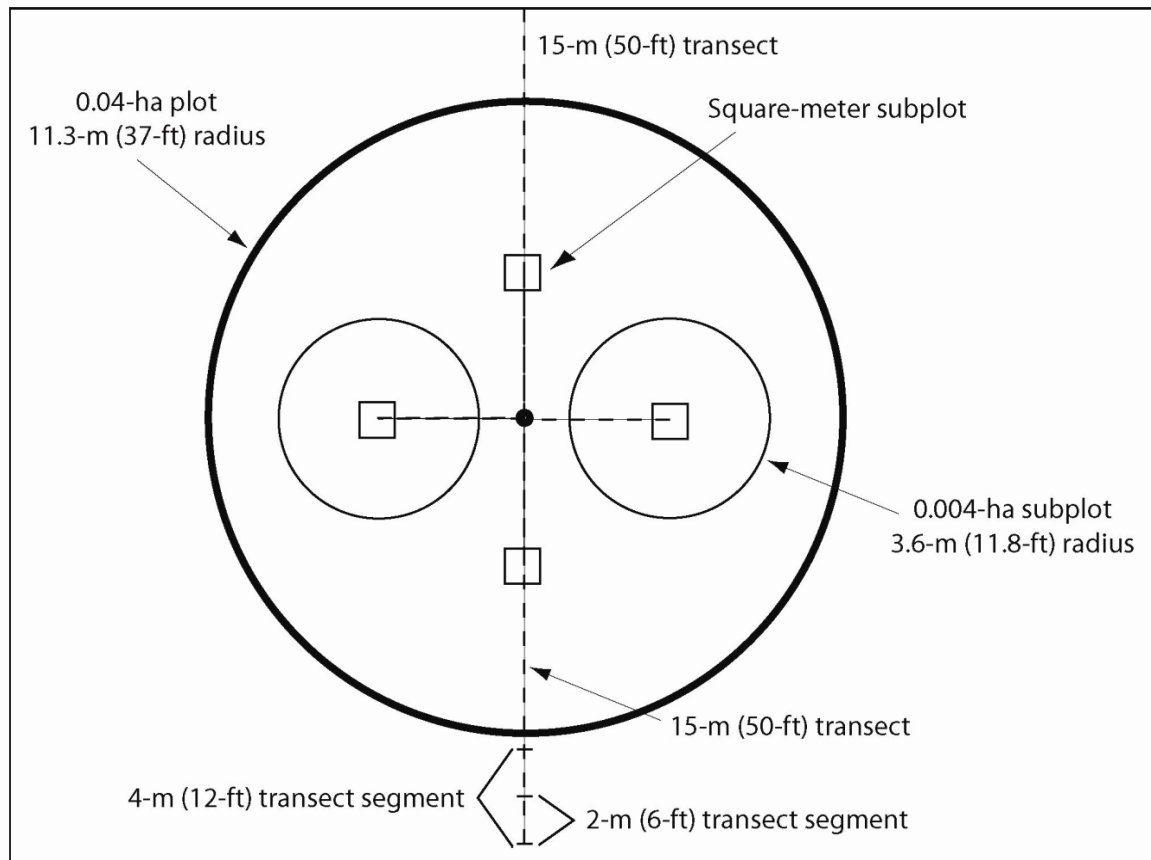 15-m (50-ft) transect
0.04-ha plot
11.3-m (37-ft) radius
Square-meter subplot
0.004-ha subplot
3.6-m (11.8-ft) radius
15-m (50-ft) transect
4-m (12-ft) transect segment
2-m (6-ft) transect segment